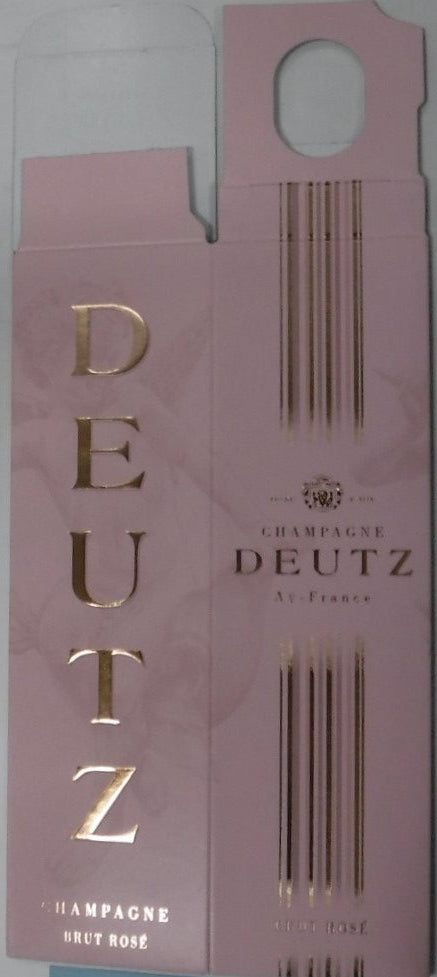 DEUTZ
CHAMPAGNE
BRUT ROSÉ
CHAMPAGNE
DEUTZ
Aÿ-France
BRUT ROSÉ